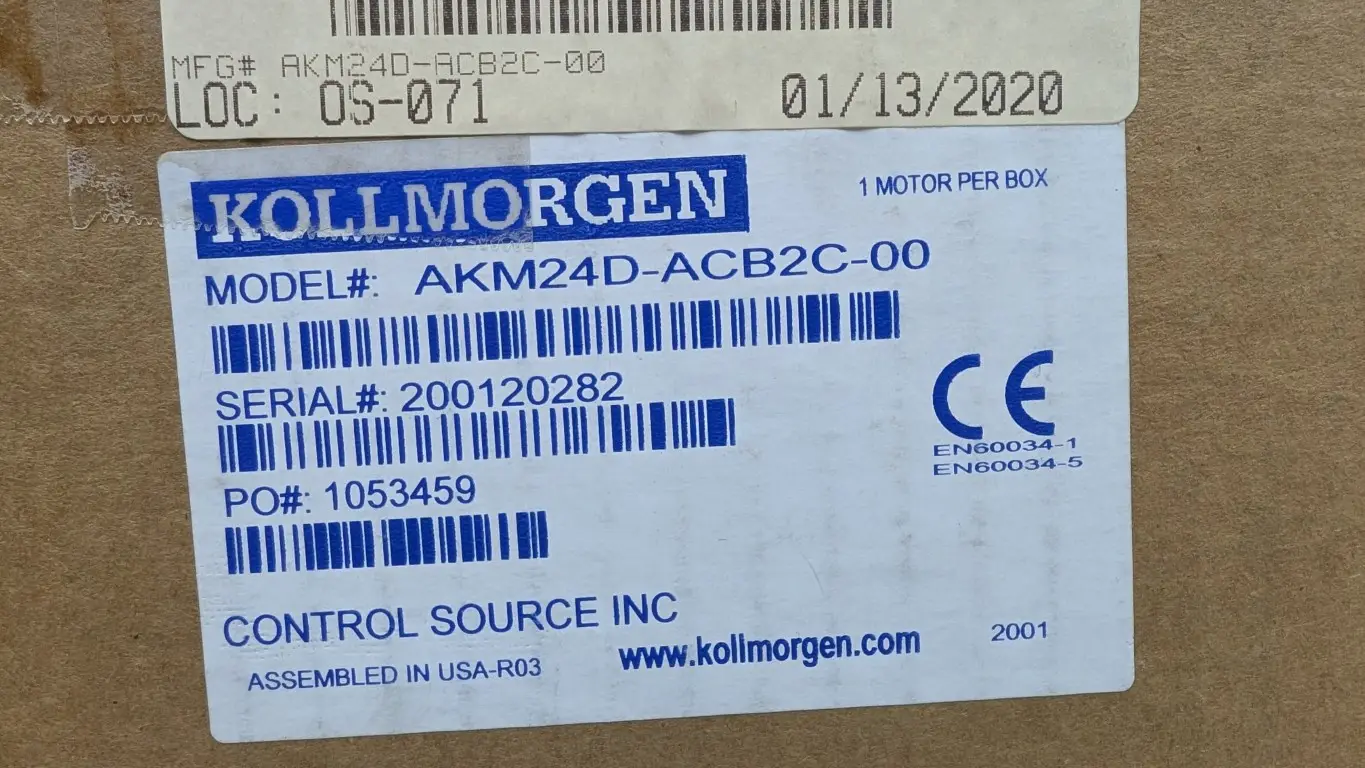 MFG# AKM24D-ACB2C-00
LOC: OS-071 01/13/2020
KOLLMORGEN
1 MOTOR PER BOX
MODEL#: AKM24D-ACB2C-00
SERIAL#: 200120282
CE
EN60034-1
EN60034-5
PO#: 1053459
CONTROL SOURCE INC
ASSEMBLED IN USA-R03
www.kollmorgen.com
2001